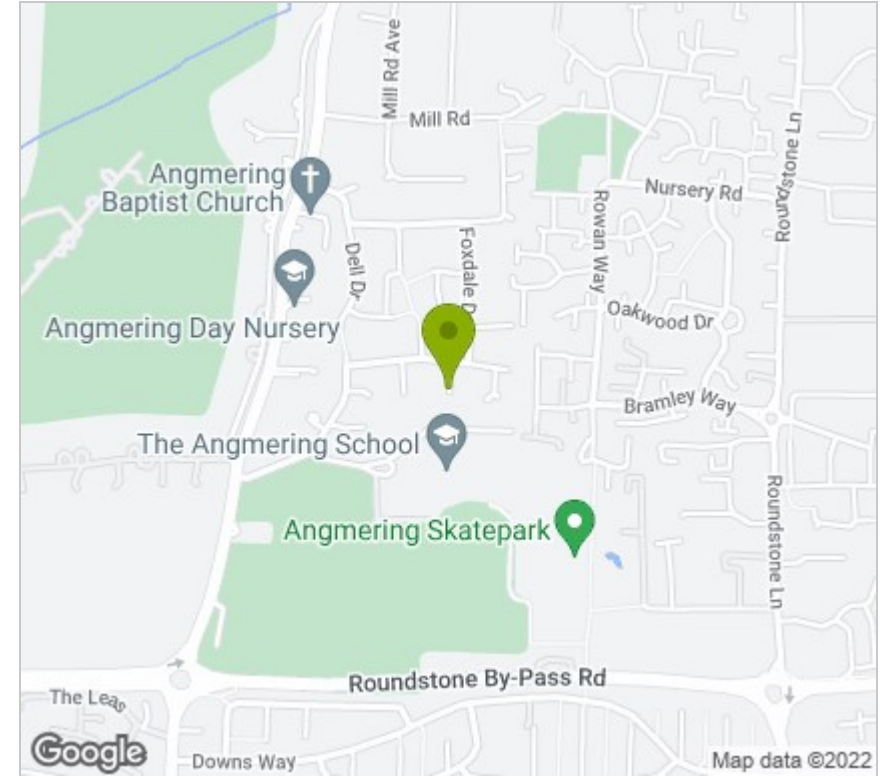 Mill Rd Ave
Mill Rd
Angmering
Baptist Church
Roundstone Ln
Nursery Rd
Rowan Way
Foxdale D
Dell Dr
Angmering Day Nursery
Oakwood Dr
Bramley Way
The Angmering School
Angmering Skatepark
Roundstone Ln
Roundstone By-Pass Rd
The Leas
Downs Way
Google
Map data ©2022